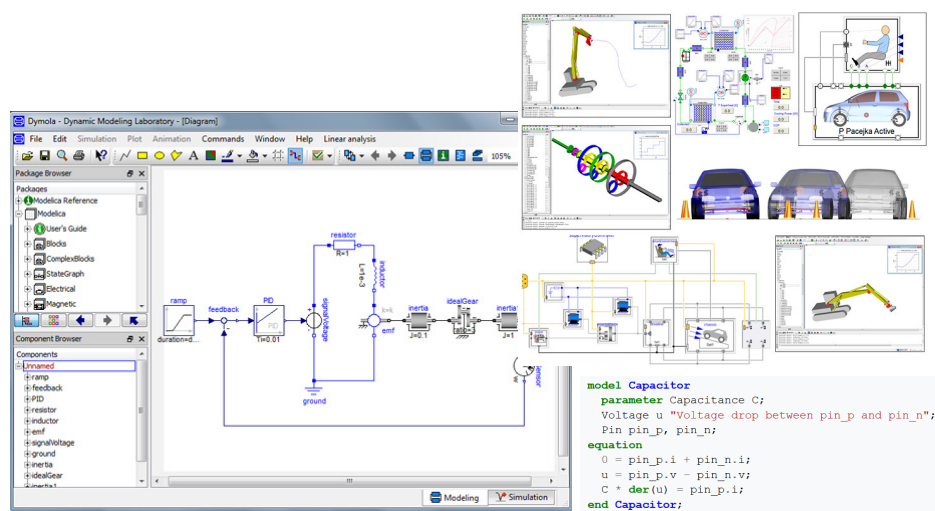 Dymola - Dynamic Modeling Laboratory - [Diagram]
File Edit Simulation Plot Animation Commands Window Help Linear analysis
105%
Package Browser
Packages
Modelica Reference
Modelica
User's Guide
Blocks
ComplexBlocks
StateGraph
Electrical
Magnetic
Component Browser
Components
Unnamed
ramp
feedback
PID
resistor
inductor
emf
signalVoltage
ground
inertia
idealGear
inertia1
ramp
duration=d...
feedback
PID
PID
Ti=0.01
signalVoltage
resistor
R=1
inductor
L=1e-3
k=k
emf
ground
inertia
J=0.1
idealGear
inertia
J=1
w
Modeling
Simulation
P Pacejka Active
model Capacitor
parameter Capacitance C;
Voltage u "Voltage drop between pin_p and pin_n";
Pin pin_p, pin_n;
equation
0 = pin_p.i + pin_n.i;
u = pin_p.v - pin_n.v;
C * der(u) = pin_p.i;
end Capacitor;